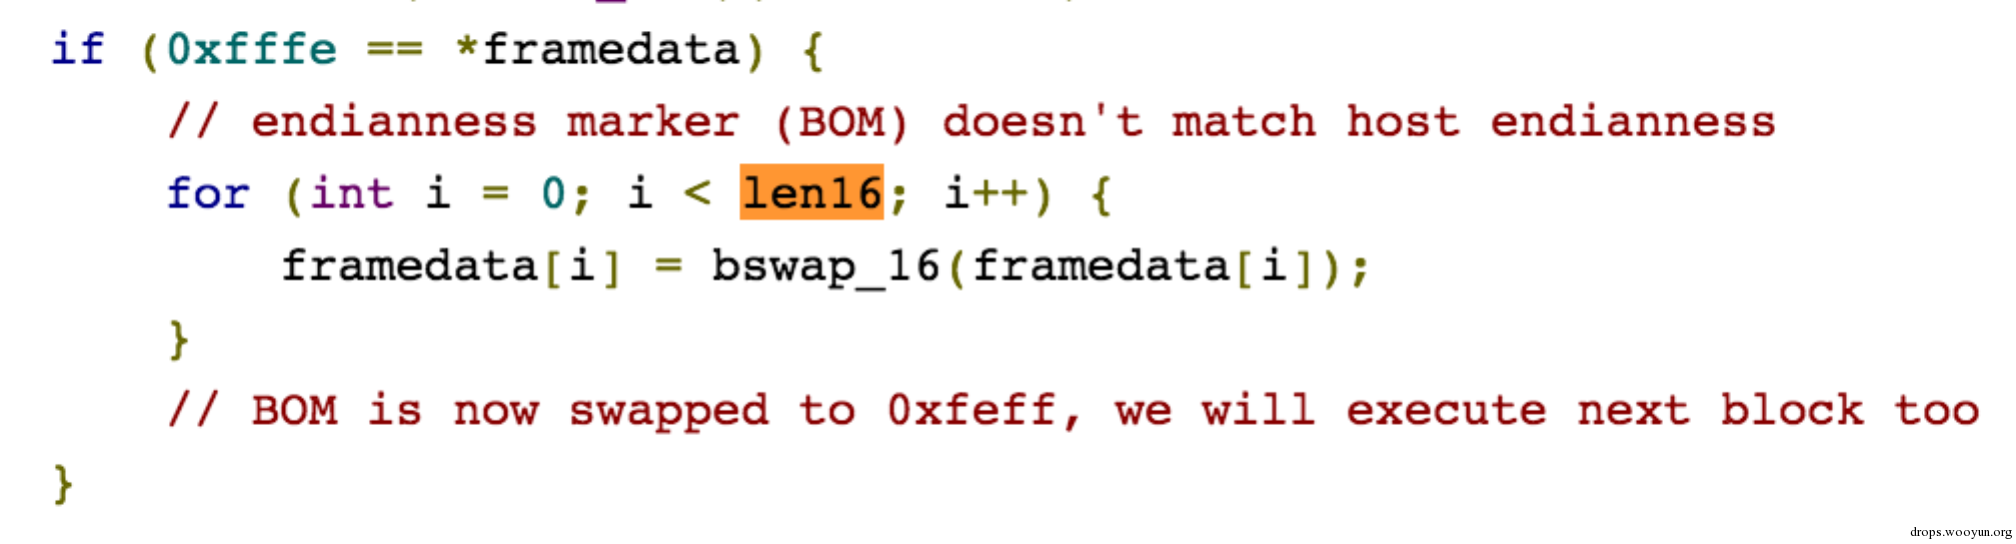 if (0xfffe == *framedata) {
// endianness marker (BOM) doesn't match host endianness
for (int i = 0; i < len16; i++) {
framedata[i] = bswap_16(framedata[i]);
}
// BOM is now swapped to 0xfeff, we will execute next block too
}
drops.wooyun.org